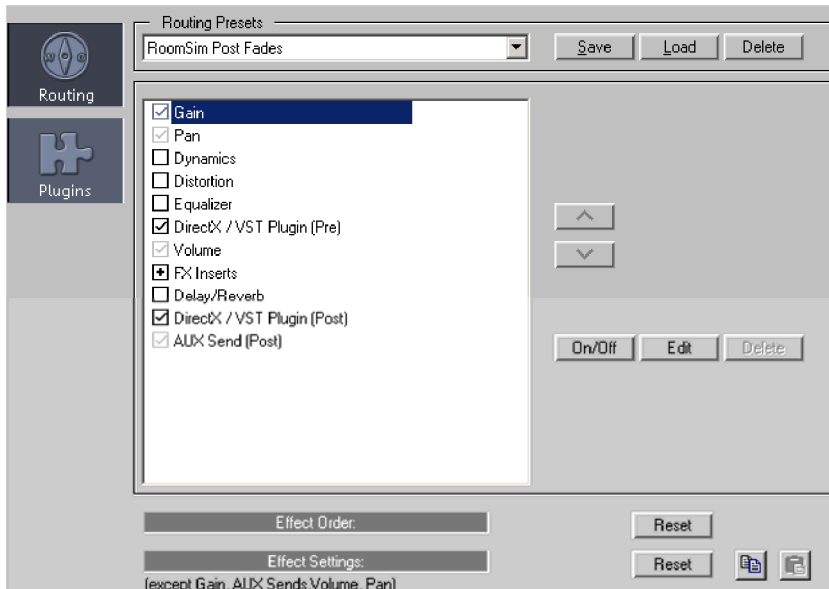 Routing Presets
RoomSim Post Fades
Save Load Delete
Routing
Plugins
Gain
Pan
Dynamics
Distortion
Equalizer
DirectX / VST Plugin (Pre)
Volume
FX Inserts
Delay/Reverb
DirectX / VST Plugin (Post)
AUX Send (Post)
On/Off Edit Delete
Effect Order: Reset
Effect Settings: Reset
(except Gain, AUX Sends Volume, Pan)